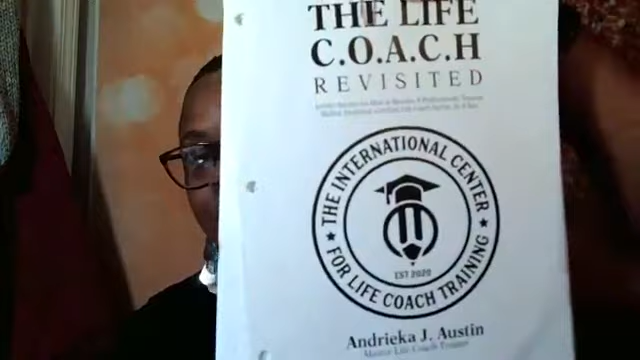 THE LIFE
C.O.A.C.H
REVISITED
THE INTERNATIONAL CENTER
FOR LIFE COACH TRAINING
EST 2020
Andrieka J. Austin
Master Life Coach Trainer